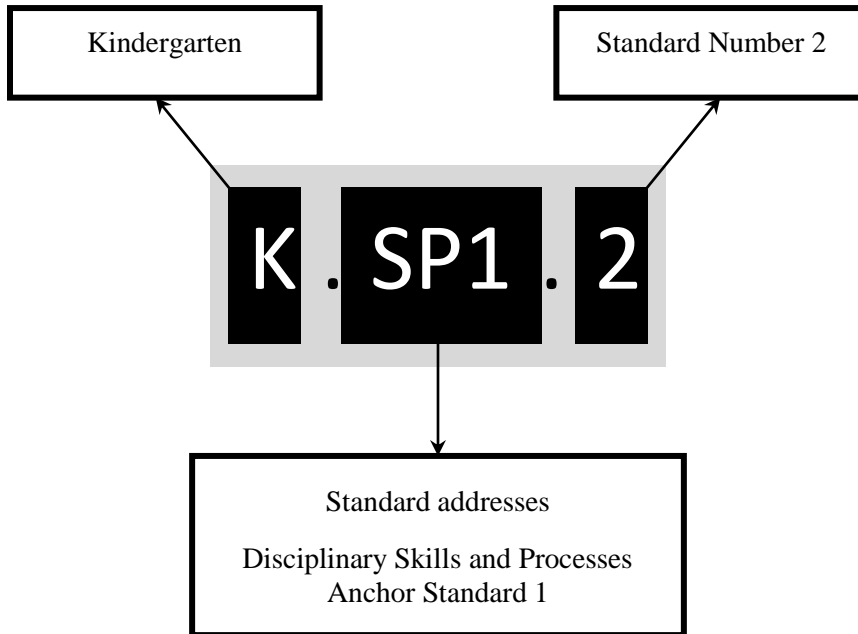 Kindergarten
Standard Number 2
K . SP1 . 2
Standard addresses
Disciplinary Skills and Processes
Anchor Standard 1